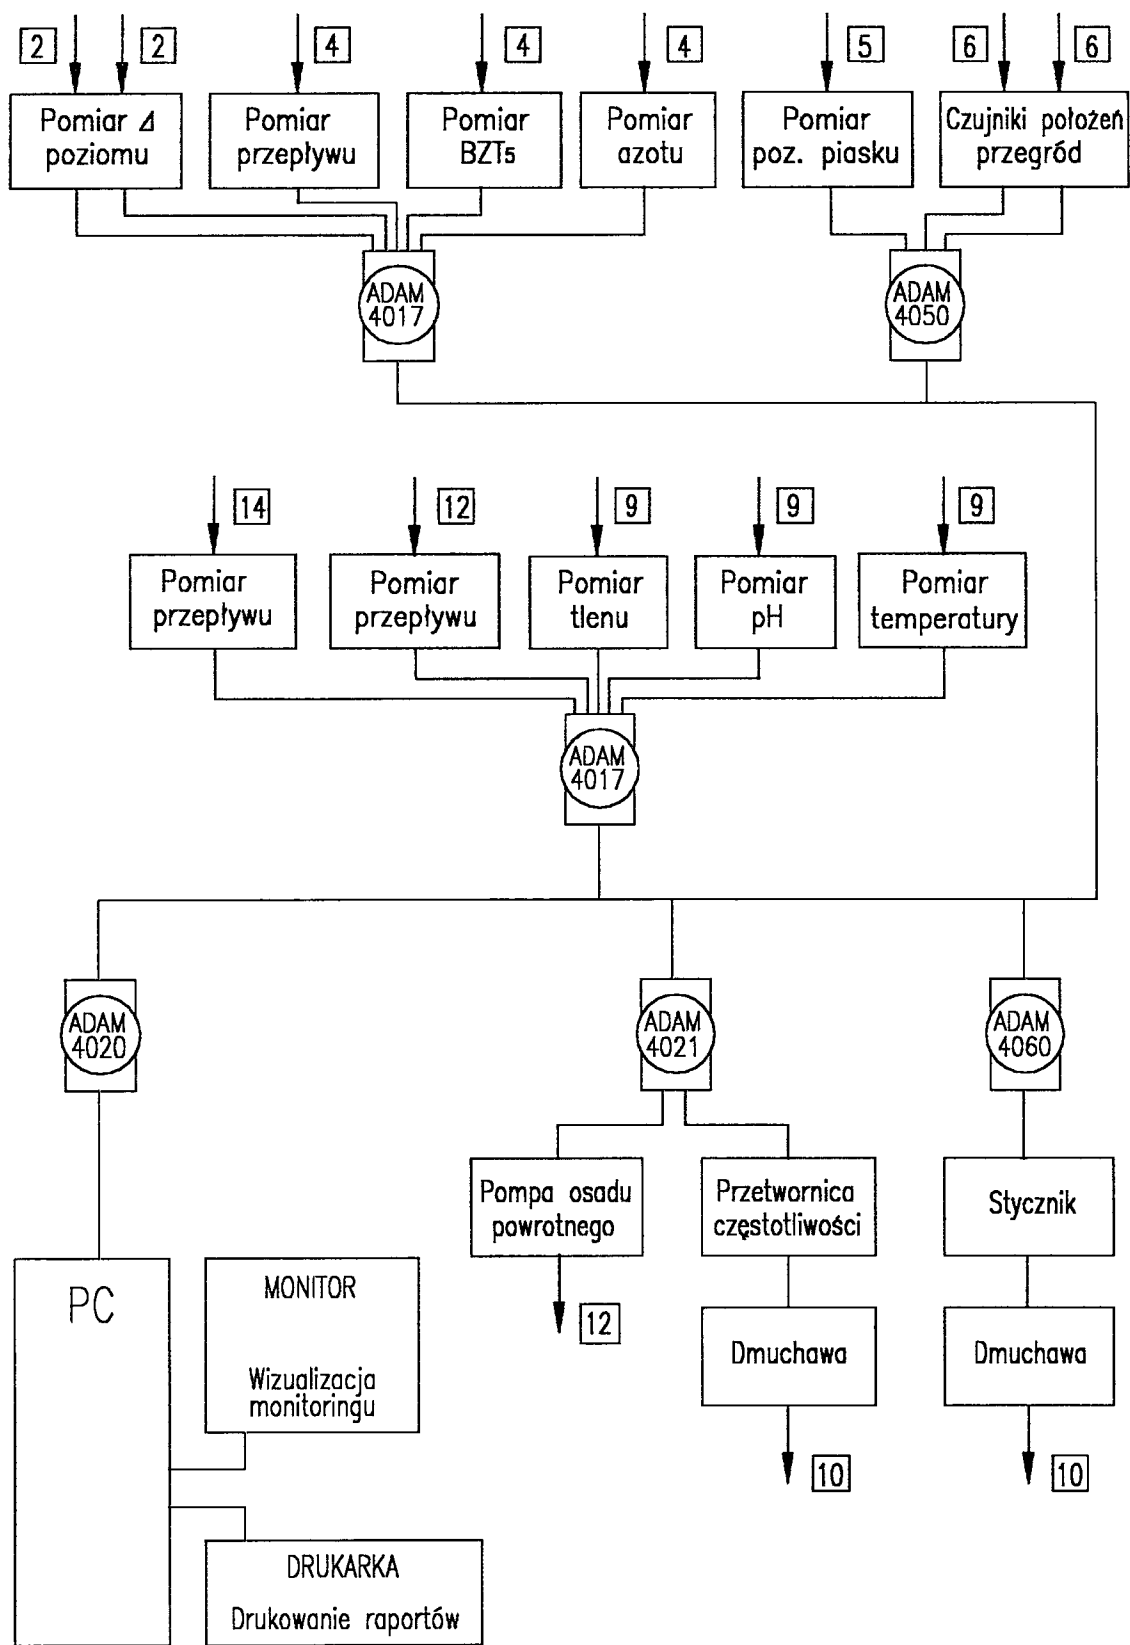 2
2
4
4
4
5
6
6
Pomiar Δ
poziomu
Pomiar
przepływu
Pomiar
BZT5
Pomiar
azotu
Pomiar
poz. piasku
Czujniki położeń
przegród
ADAM
4017
ADAM
4050
14
12
9
9
9
Pomiar
przepływu
Pomiar
przepływu
Pomiar
tlenu
Pomiar
pH
Pomiar
temperatury
ADAM
4017
ADAM
4020
ADAM
4021
ADAM
4060
Pompa osadu
powrotnego
Przetwornica
częstotliwości
Stycznik
12
Dmuchawa
Dmuchawa
10
10
PC
MONITOR
Wizualizacja
monitoringu
DRUKARKA
Drukowanie raportów